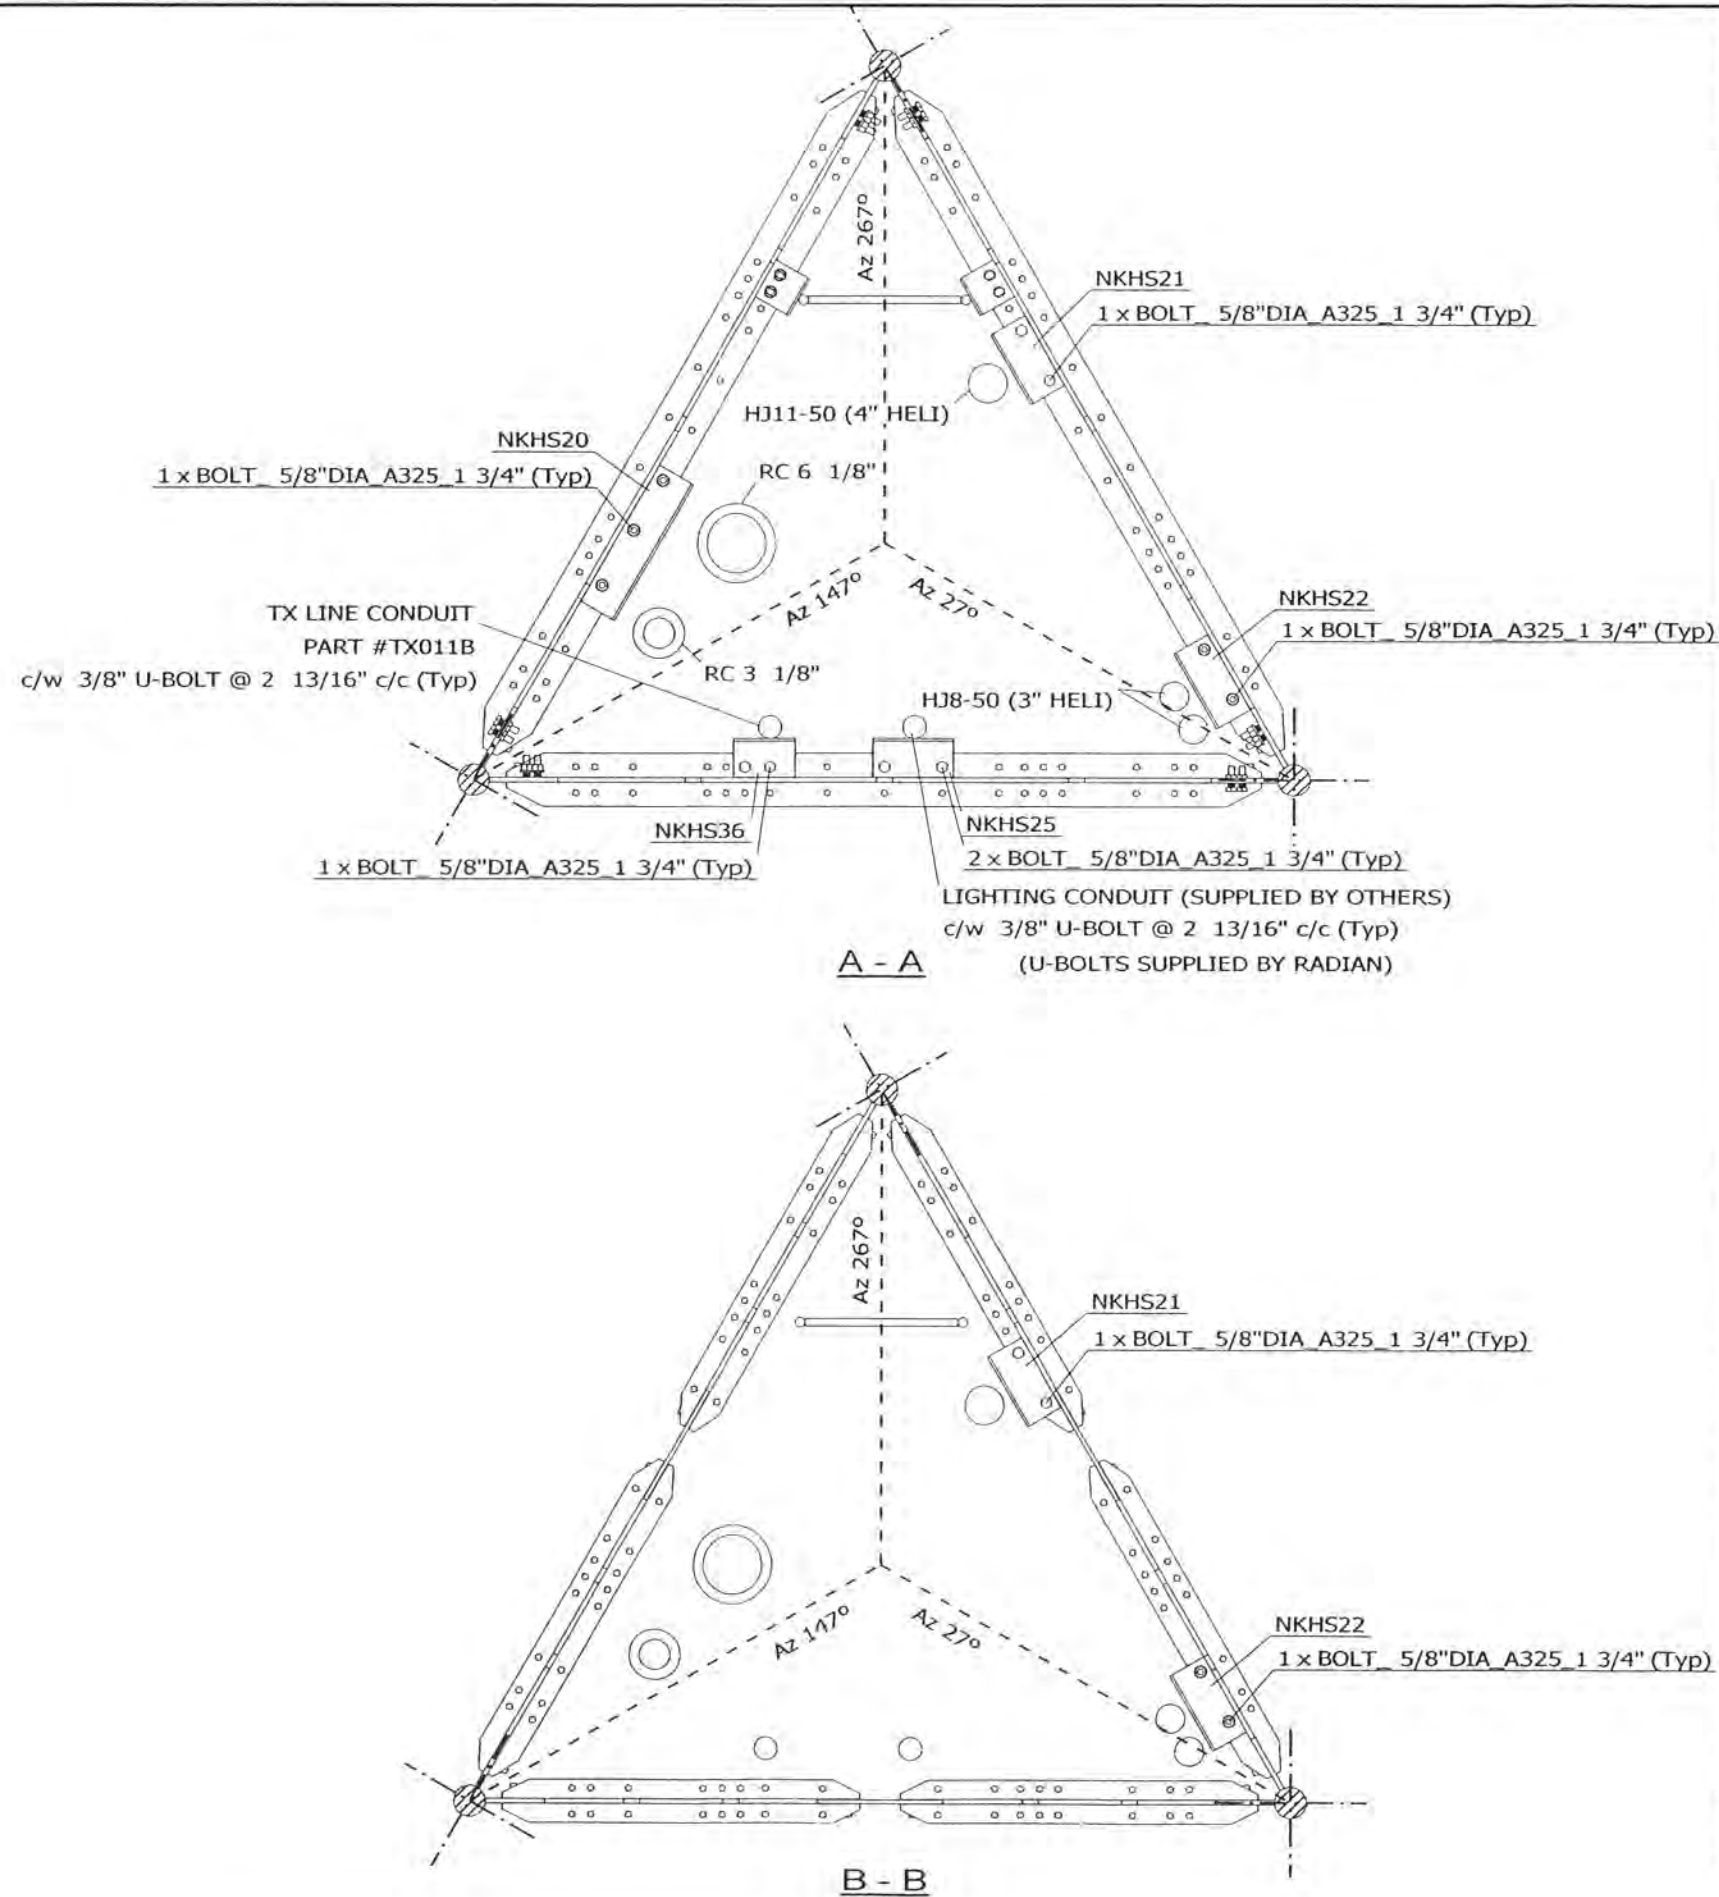 Az 267°
NKHS21
1 x BOLT_ 5/8"DIA_A325_1 3/4" (Typ)
HJ11-50 (4" HELI)
NKHS20
1 x BOLT_ 5/8"DIA_A325_1 3/4" (Typ)
RC 6 1/8"
Az 147°
Az 27°
TX LINE CONDUIT
PART #TX011B
c/w 3/8" U-BOLT @ 2 13/16" c/c (Typ)
NKHS22
1 x BOLT_ 5/8"DIA_A325_1 3/4" (Typ)
RC 3 1/8"
HJ8-50 (3" HELI)
NKHS36
1 x BOLT_ 5/8"DIA_A325_1 3/4" (Typ)
NKHS25
2 x BOLT_ 5/8"DIA_A325_1 3/4" (Typ)
LIGHTING CONDUIT (SUPPLIED BY OTHERS)
c/w 3/8" U-BOLT @ 2 13/16" c/c (Typ)
(U-BOLTS SUPPLIED BY RADIAN)
A - A
Az 267°
NKHS21
1 x BOLT_ 5/8"DIA_A325_1 3/4" (Typ)
Az 147°
Az 27°
NKHS22
1 x BOLT_ 5/8"DIA_A325_1 3/4" (Typ)
B - B